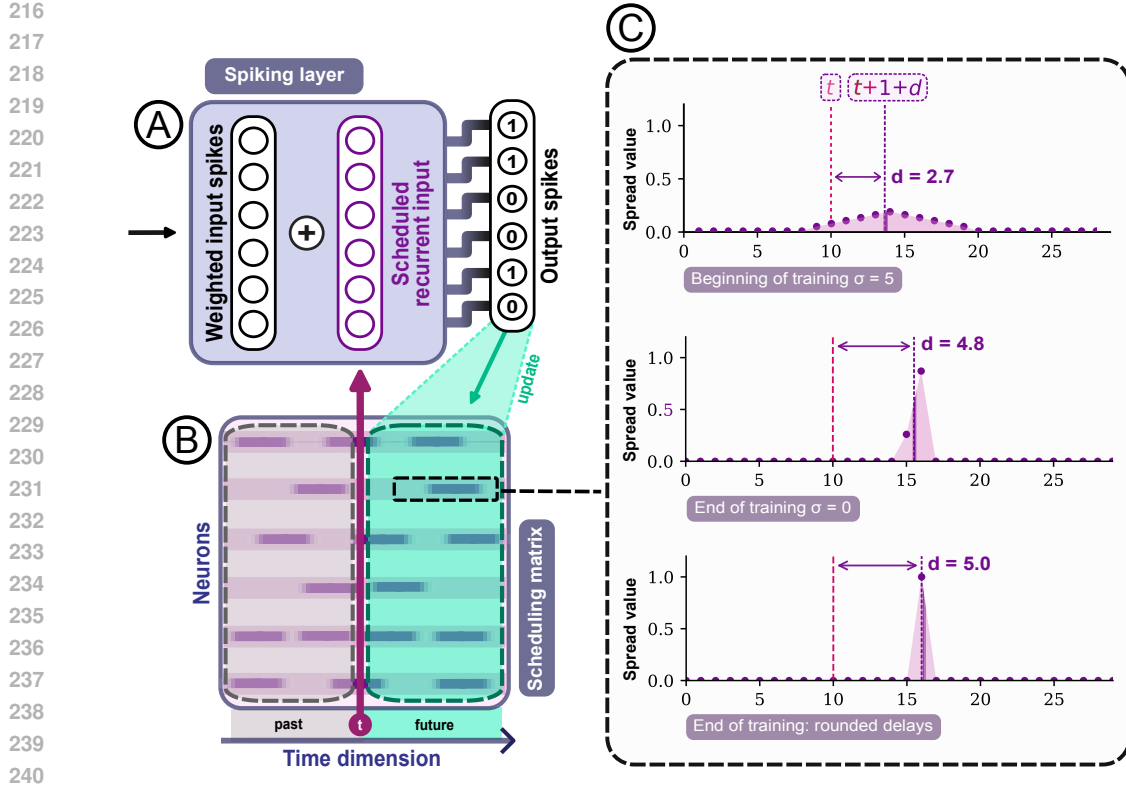 216
217
218
219
220
221
222
223
224
225
226
227
228
229
230
231
232
233
234
235
236
237
238
239
240
A
Spiking layer
Weighted input spikes
+
Scheduled
recurrent input
1
1
0
0
1
0
Output spikes
update
B
Neurons
Scheduling matrix
past
t
future
Time dimension
C
t
t+1+d
Spread value
1.0
0.5
0.0
d = 2.7
0 5 10 15 20 25
Beginning of training σ = 5
Spread value
1.0
0.5
0.0
d = 4.8
0 5 10 15 20 25
End of training σ = 0
Spread value
1.0
0.5
0.0
d = 5.0
0 5 10 15 20 25
End of training: rounded delays